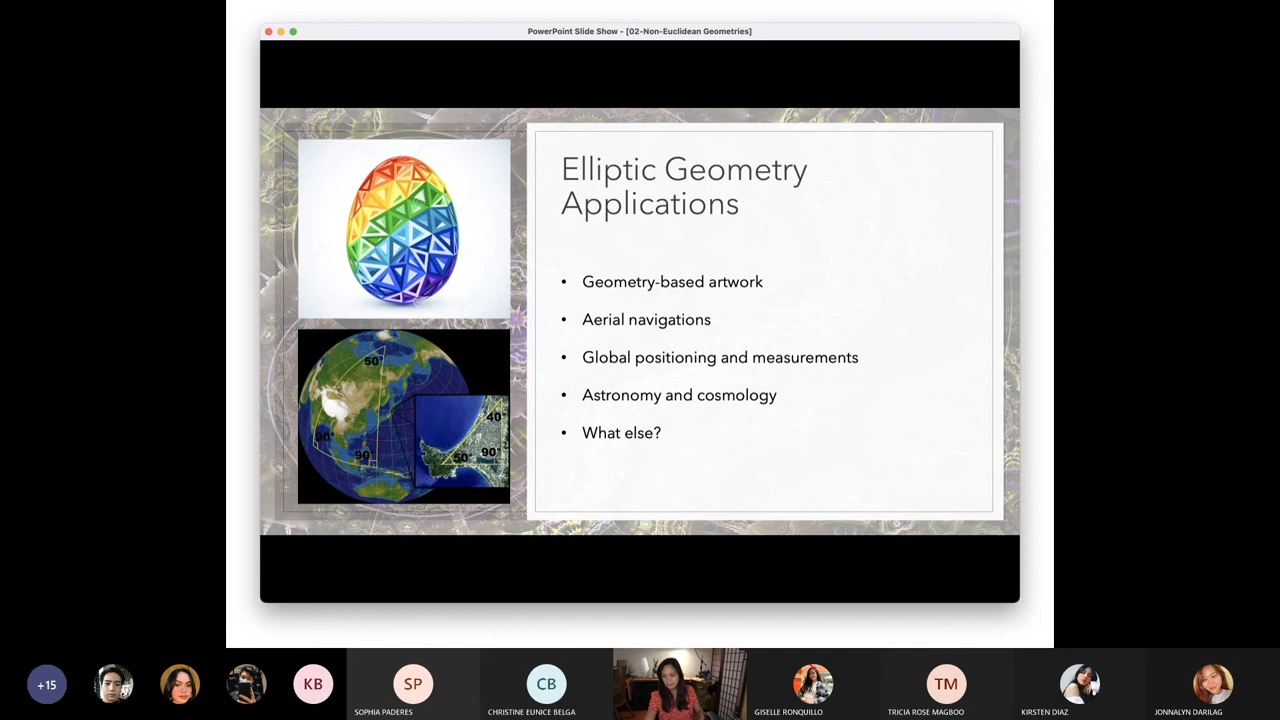 PowerPoint Slide Show - [02-Non-Euclidean Geometries]
Elliptic Geometry
Applications
• Geometry-based artwork
• Aerial navigations
• Global positioning and measurements
• Astronomy and cosmology
• What else?
50°
90°
90°
40°
50°
90°
+15
KB
SP
CB
TM
SOPHIA PADERES
CHRISTINE EUNICE BELGA
GISELLE RONQUILLO
TRICIA ROSE MAGBOO
KIRSTEN DIAZ
JONNALYN DARILAG